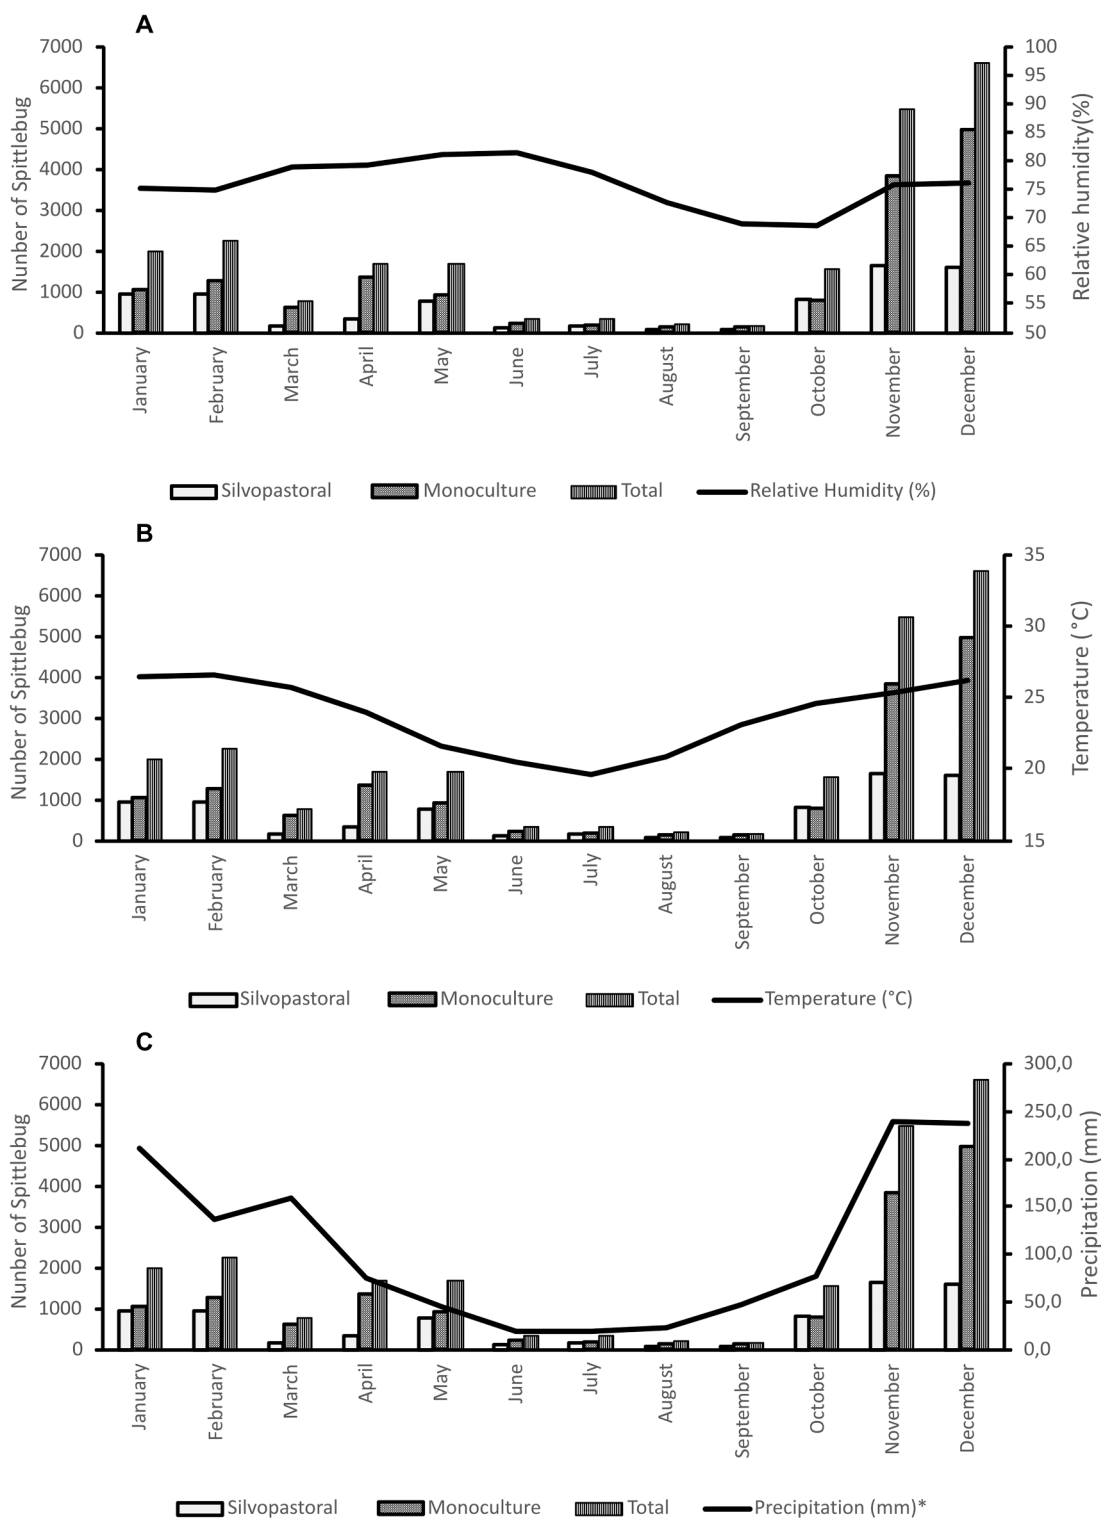 A
7000
6000
5000
4000
3000
2000
1000
0
Nunber of Spittlebug
100
95
90
85
80
75
70
65
60
55
50
Relative humidity(%)
January
February
March
April
May
June
July
August
September
October
November
December
Silvopastoral Monoculture Total Relative Humidity (%)
B
7000
6000
5000
4000
3000
2000
1000
0
Nunber of Spittlebug
35
30
25
20
15
Temperature ( °C)
January
February
March
April
May
June
July
August
September
October
November
December
Silvopastoral Monoculture Total Temperature (°C)
C
7000
6000
5000
4000
3000
2000
1000
0
Nunber of Spittlebug
300,0
250,0
200,0
150,0
100,0
50,0
0,0
Precipitation (mm)
January
February
March
April
May
June
July
August
September
October
November
December
Silvopastoral Monoculture Total Precipitation (mm)*